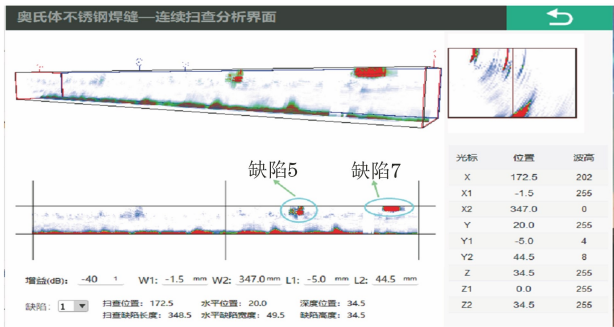 奥氏体不锈钢焊缝—连续扫查分析界面
缺陷5 缺陷7
光标 位置 波高
X 172.5 202
X1 -1.5 255
X2 347.0 0
Y 20.0 255
Y1 -5.0 4
Y2 44.5 8
Z 34.5 255
Z1 0.0 255
Z2 34.5 255
增益(dB): -40 W1: -1.5 mm W2: 347.0 mm L1: -5.0 mm L2: 44.5 mm
缺陷: 1 扫查位置: 172.5 水平位置: 20.0 深度位置: 34.5
扫查缺陷长度: 348.5 水平缺陷宽度: 49.5 缺陷高度: 34.5